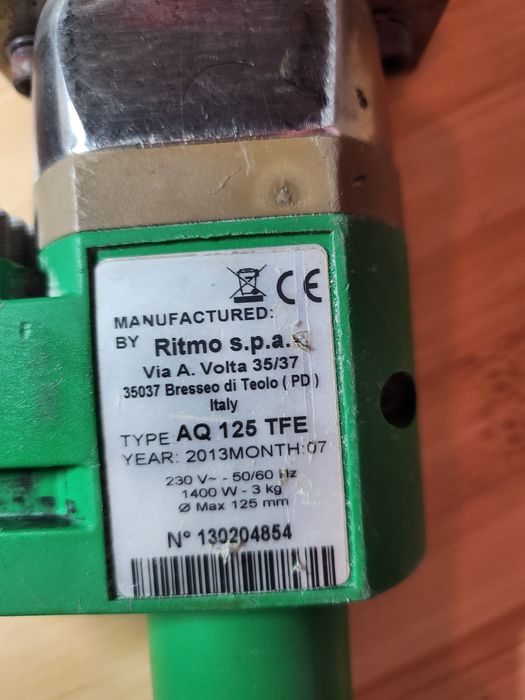 CE
MANUFACTURED:
BY Ritmo s.p.a.
Via A. Volta 35/37
35037 Bresseo di Teolo ( PD )
Italy
TYPE AQ 125 TFE
YEAR: 2013MONTH:07
230 V~ - 50/60 Hz
1400 W - 3 kg
Ø Max 125 mm
N° 130204854